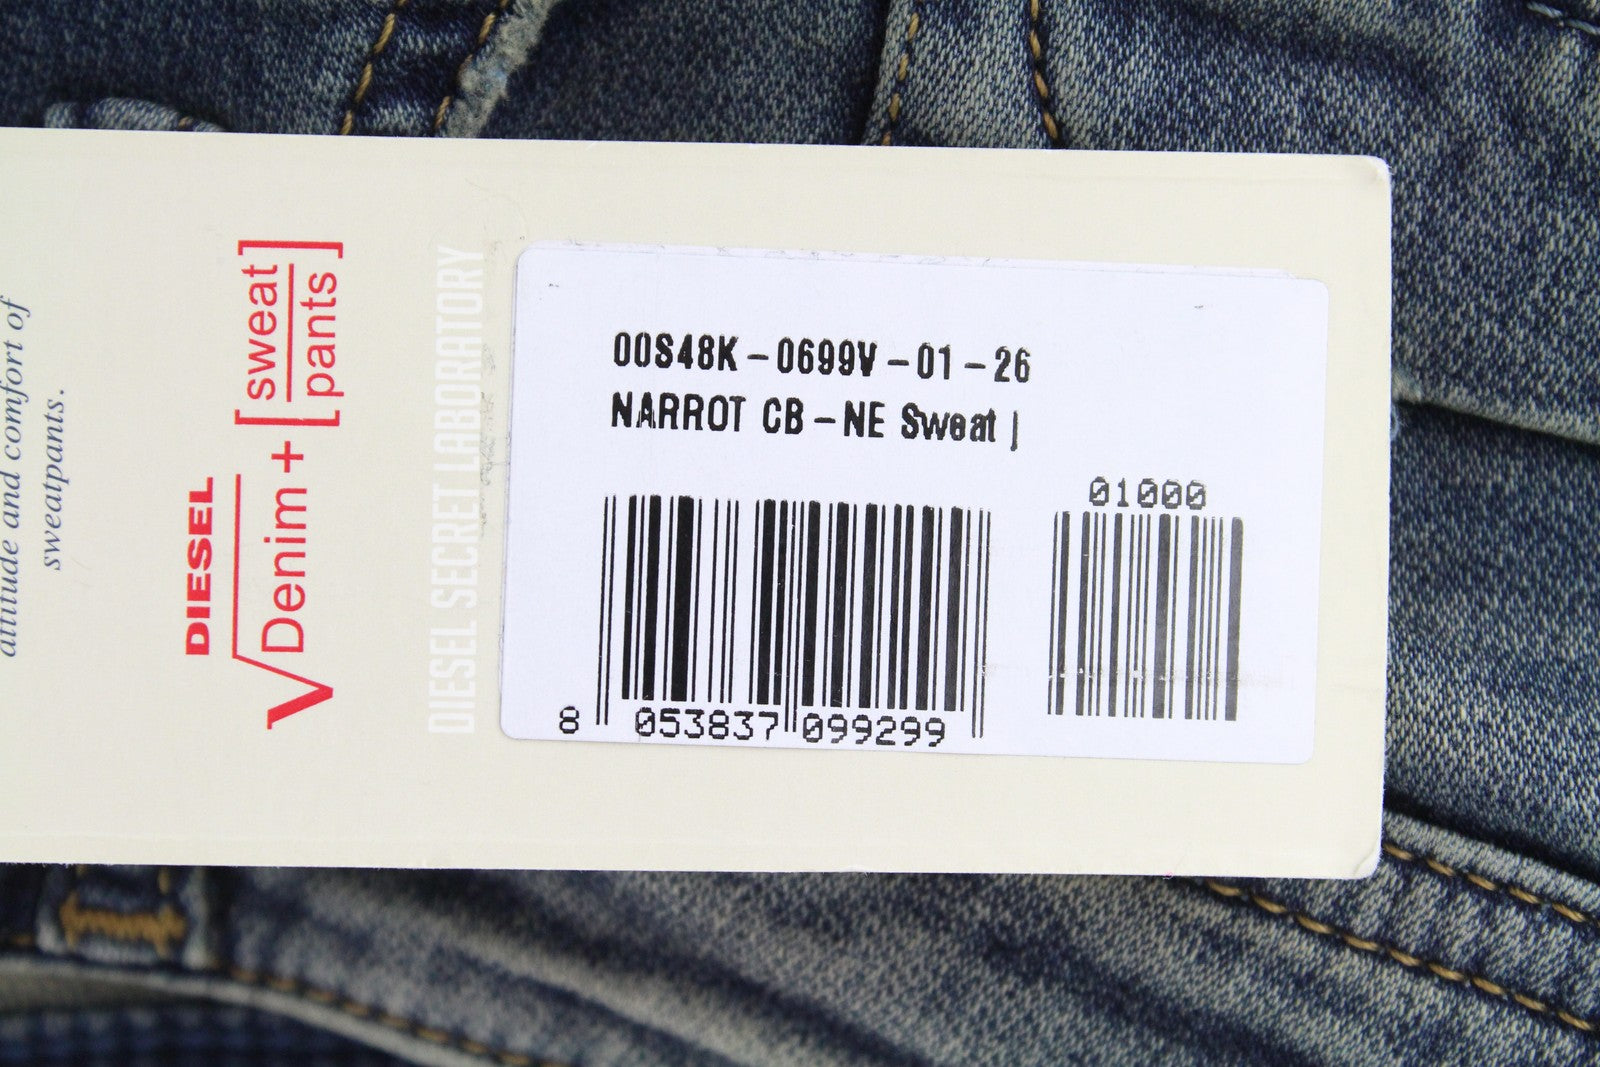 attitude and comfort of
sweatpants.
DIESEL
√Denim + [sweat
pants]
DIESEL SECRET LABORATORY
00S48K-0699V-01-26
NARROT CB-NE Sweat J
01000
8 053837 099299